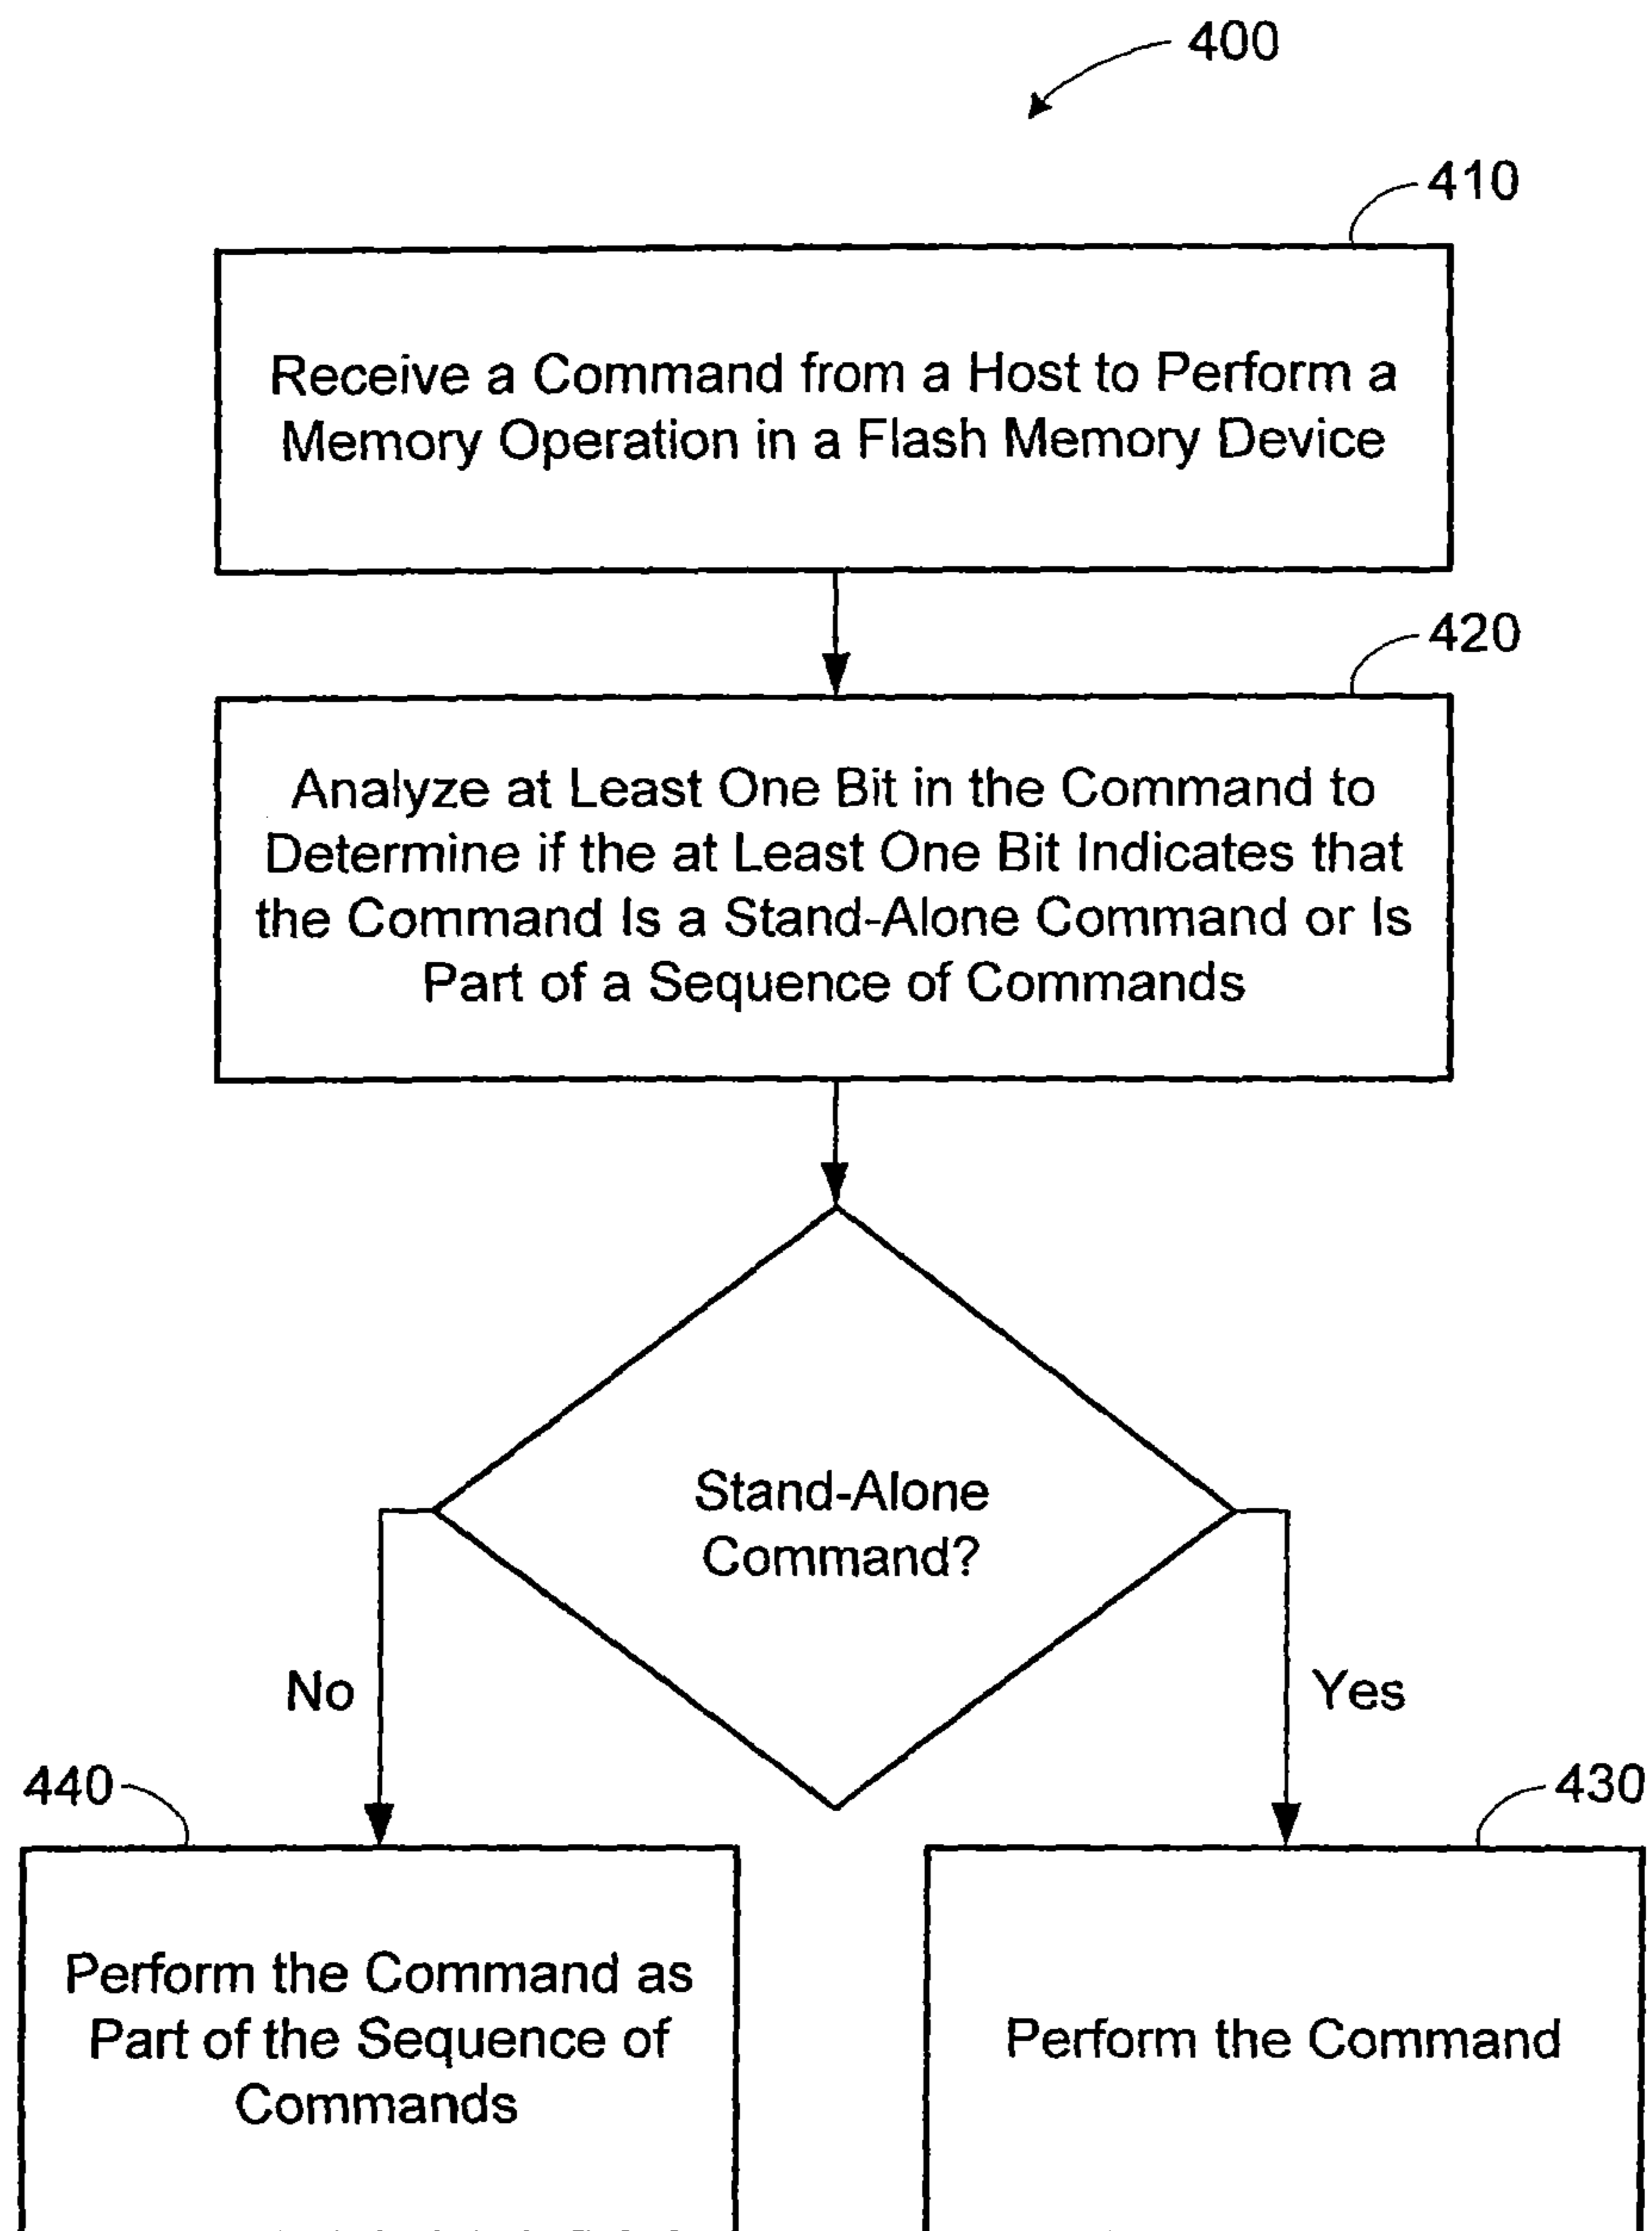 400
410
Receive a Command from a Host to Perform a
Memory Operation in a Flash Memory Device
420
Analyze at Least One Bit in the Command to
Determine if the at Least One Bit Indicates that
the Command Is a Stand-Alone Command or Is
Part of a Sequence of Commands
Stand-Alone
Command?
No
Yes
440
430
Perform the Command as
Part of the Sequence of
Commands
Perform the Command